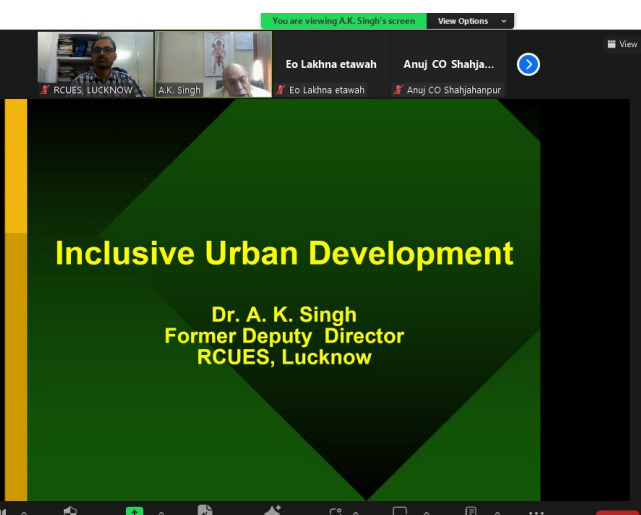 You are viewing A.K. Singh's screen
View Options
View
Eo Lakhna etawah
Anuj CO Shahja...
RCUES, LUCKNOW
A.K. Singh
Eo Lakhna etawah
Anuj CO Shahjahanpur
Inclusive Urban Development
Dr. A. K. Singh
Former Deputy Director
RCUES, Lucknow